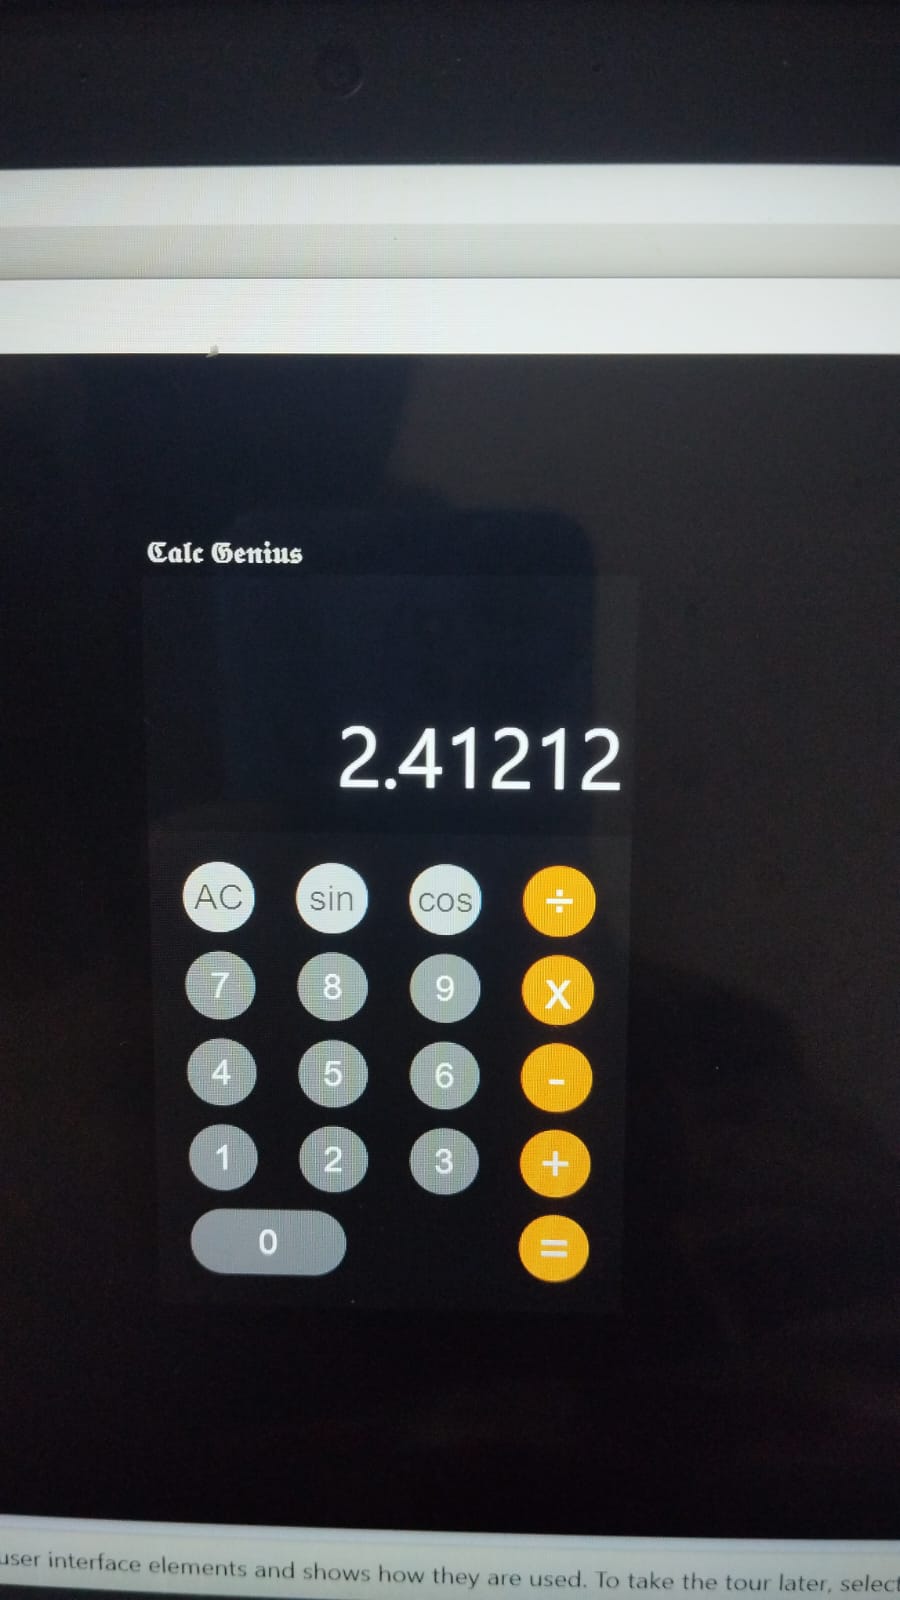 Calc Genius
2.41212
AC sin cos ÷
7 8 9 x
4 5 6 -
1 2 3 +
0 =
user interface elements and shows how they are used. To take the tour later, select